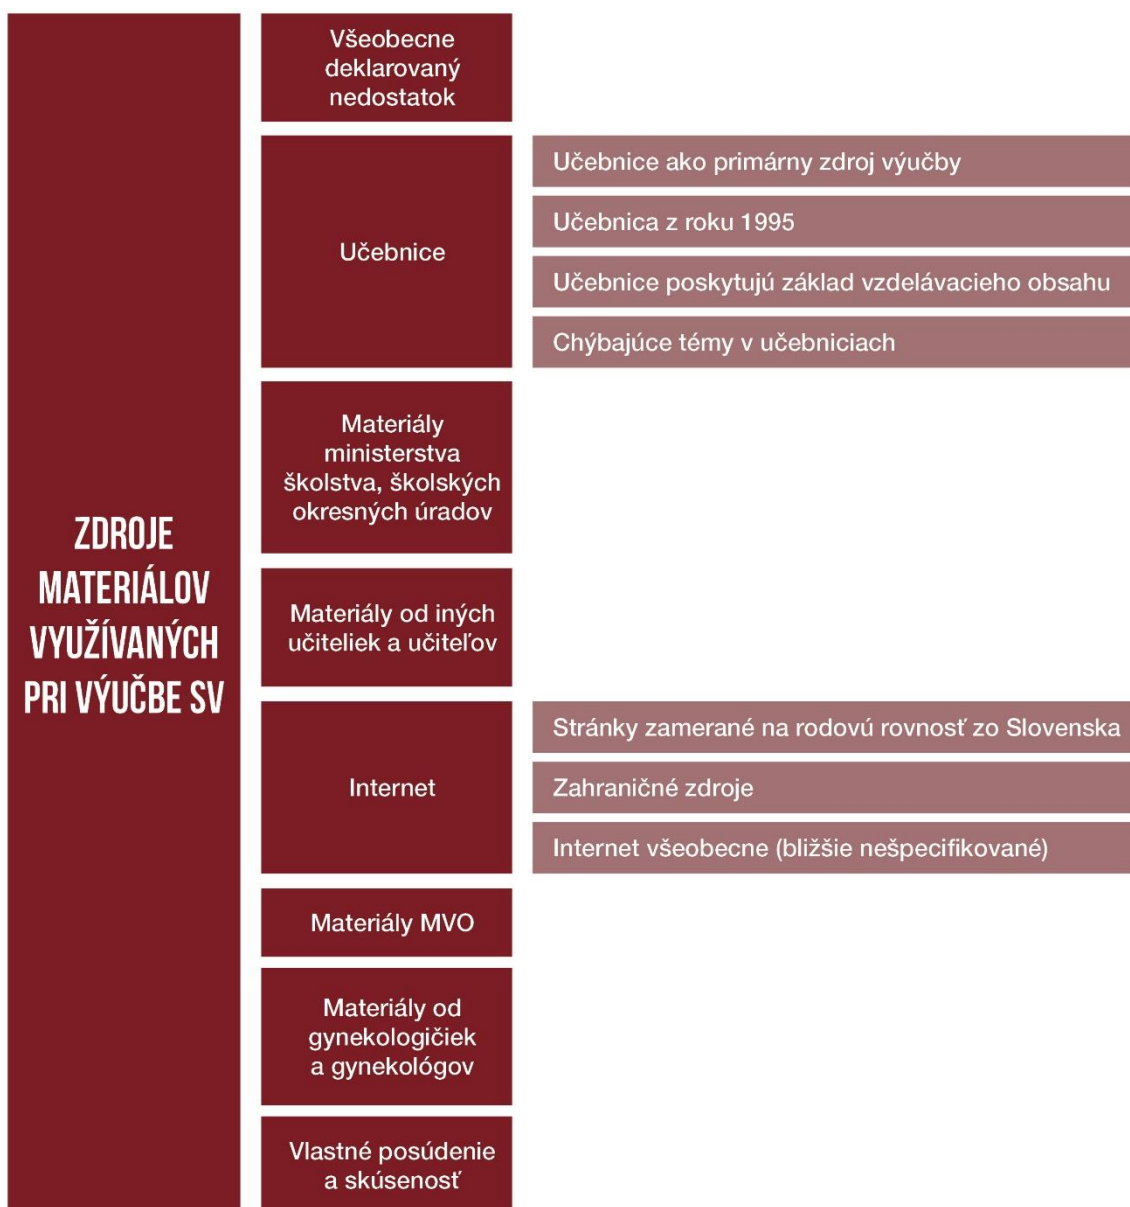 ZDROJE
MATERIÁLOV
VYUŽÍVANÝCH
PRI VÝUČBE SV
Všeobecne
deklarovaný
nedostatok
Učebnice
Učebnice ako primárny zdroj výučby
Učebnica z roku 1995
Učebnice poskytujú základ vzdelávacieho obsahu
Chýbajúce témy v učebniciach
Materiály
ministerstva
školstva, školských
okresných úradov
Materiály od iných
učiteliek a učiteľov
Internet
Stránky zamerané na rodovú rovnosť zo Slovenska
Zahraničné zdroje
Internet všeobecne (bližšie nešpecifikované)
Materiály MVO
Materiály od
gynekologičiek
a gynekológov
Vlastné posúdenie
a skúsenosť